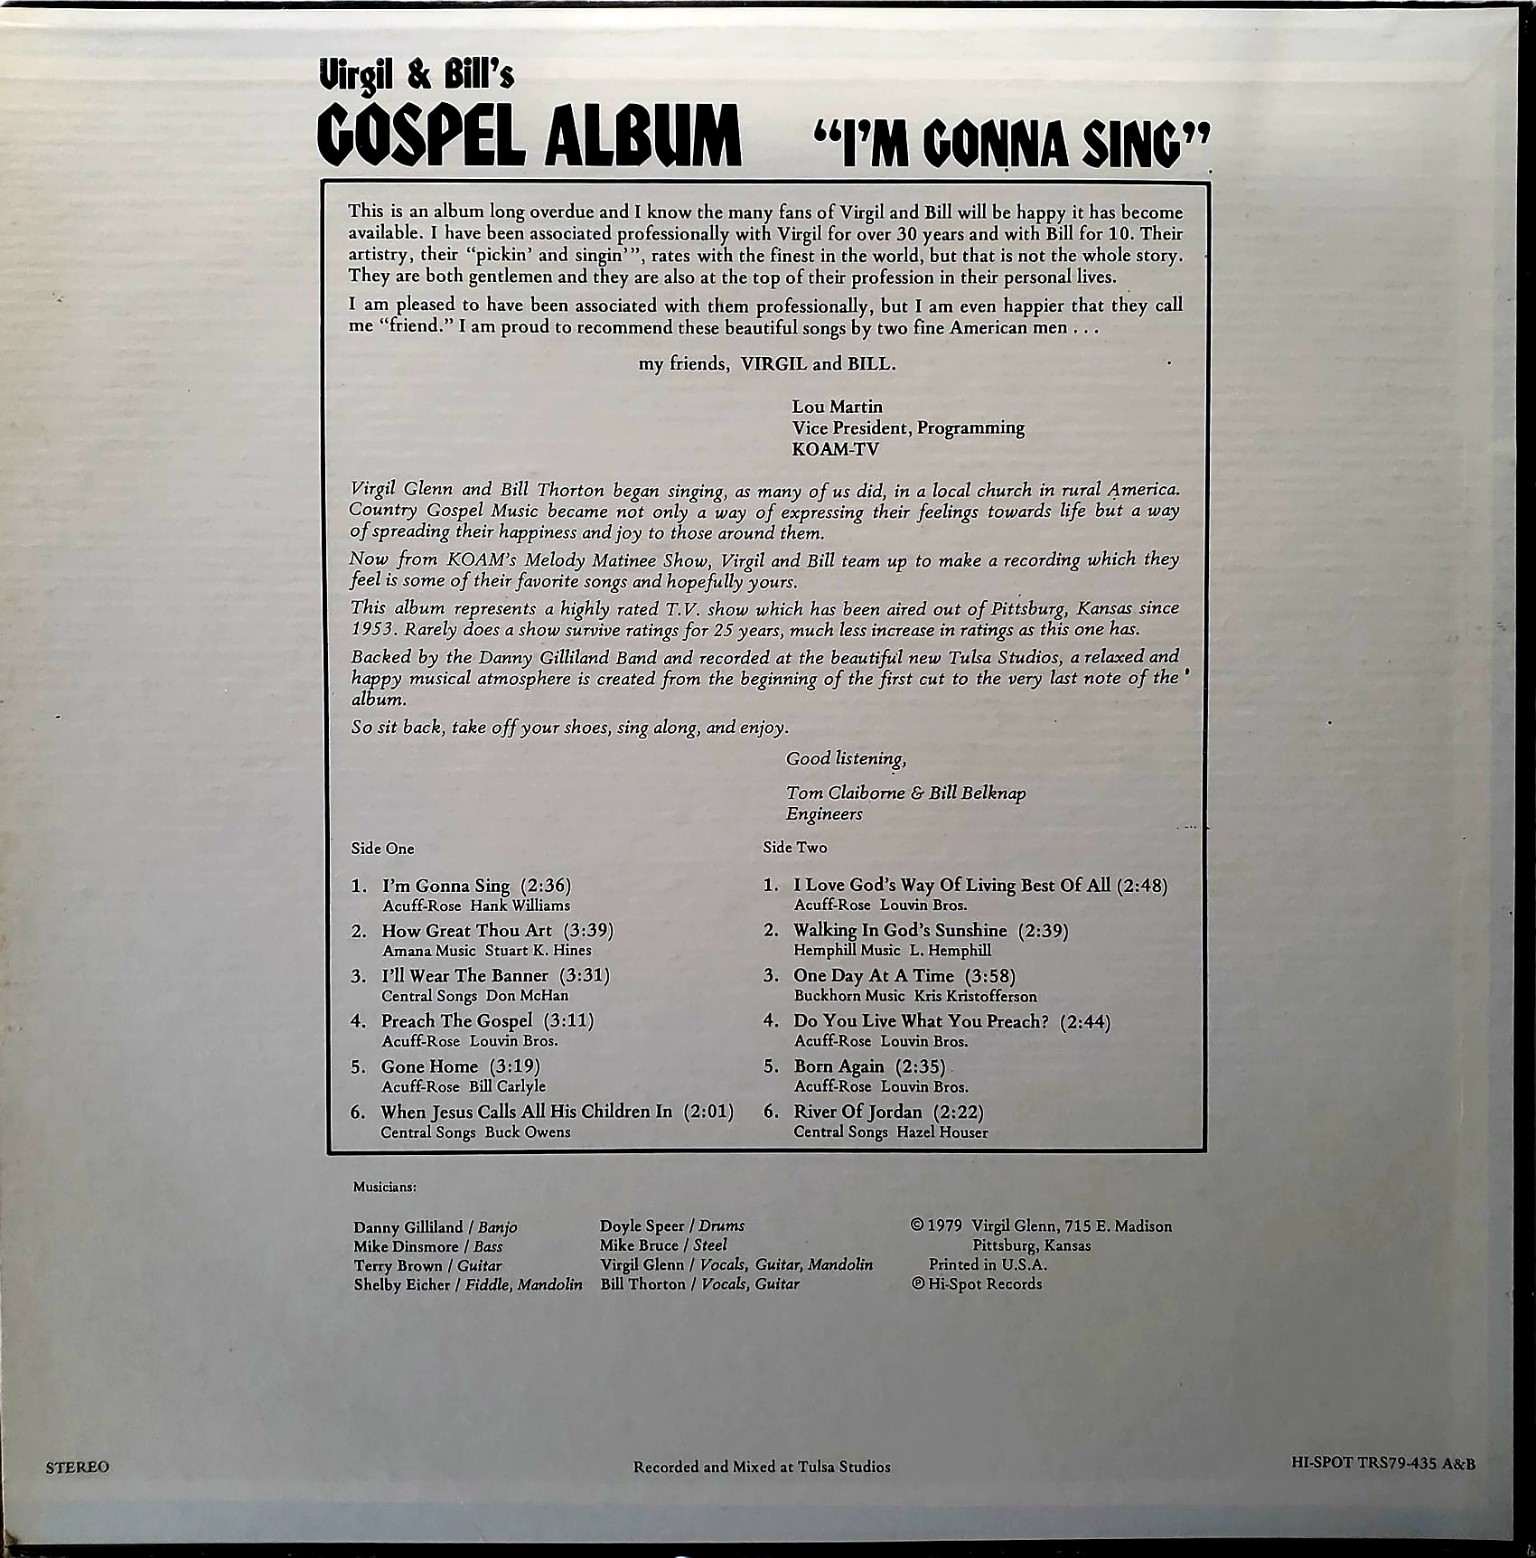 Virgil & Bill's
GOSPEL ALBUM “I'M GONNA SING”
This is an album long overdue and I know the many fans of Virgil and Bill will be happy it has become
available. I have been associated professionally with Virgil for over 30 years and with Bill for 10. Their
artistry, their “pickin' and singin'”, rates with the finest in the world, but that is not the whole story.
They are both gentlemen and they are also at the top of their profession in their personal lives.
I am pleased to have been associated with them professionally, but I am even happier that they call
me “friend.” I am proud to recommend these beautiful songs by two fine American men . . .
my friends, VIRGIL and BILL.
Lou Martin
Vice President, Programming
KOAM-TV
Virgil Glenn and Bill Thorton began singing, as many of us did, in a local church in rural America.
Country Gospel Music became not only a way of expressing their feelings towards life but a way
of spreading their happiness and joy to those around them.
Now from KOAM's Melody Matinee Show, Virgil and Bill team up to make a recording which they
feel is some of their favorite songs and hopefully yours.
This album represents a highly rated T.V. show which has been aired out of Pittsburg, Kansas since
1953. Rarely does a show survive ratings for 25 years, much less increase in ratings as this one has.
Backed by the Danny Gilliland Band and recorded at the beautiful new Tulsa Studios, a relaxed and
happy musical atmosphere is created from the beginning of the first cut to the very last note of the
album.
So sit back, take off your shoes, sing along, and enjoy.
Good listening,
Tom Claiborne & Bill Belknap
Engineers
Side One
1. I'm Gonna Sing (2:36)
Acuff-Rose Hank Williams
2. How Great Thou Art (3:39)
Amana Music Stuart K. Hines
3. I'll Wear The Banner (3:31)
Central Songs Don McHan
4. Preach The Gospel (3:11)
Acuff-Rose Louvin Bros.
5. Gone Home (3:19)
Acuff-Rose Bill Carlyle
6. When Jesus Calls All His Children In (2:01)
Central Songs Buck Owens
Side Two
1. I Love God's Way Of Living Best Of All (2:48)
Acuff-Rose Louvin Bros.
2. Walking In God's Sunshine (2:39)
Hemphill Music L. Hemphill
3. One Day At A Time (3:58)
Buckhorn Music Kris Kristofferson
4. Do You Live What You Preach? (2:44)
Acuff-Rose Louvin Bros.
5. Born Again (2:35)
Acuff-Rose Louvin Bros.
6. River Of Jordan (2:22)
Central Songs Hazel Houser
Musicians:
Danny Gilliland / Banjo
Mike Dinsmore / Bass
Terry Brown / Guitar
Shelby Eicher / Fiddle, Mandolin
Doyle Speer / Drums
Mike Bruce / Steel
Virgil Glenn / Vocals, Guitar, Mandolin
Bill Thorton / Vocals, Guitar
© 1979 Virgil Glenn, 715 E. Madison
Pittsburg, Kansas
Printed in U.S.A.
℗ Hi-Spot Records
STEREO
Recorded and Mixed at Tulsa Studios
HI-SPOT TRS79-435 A&B